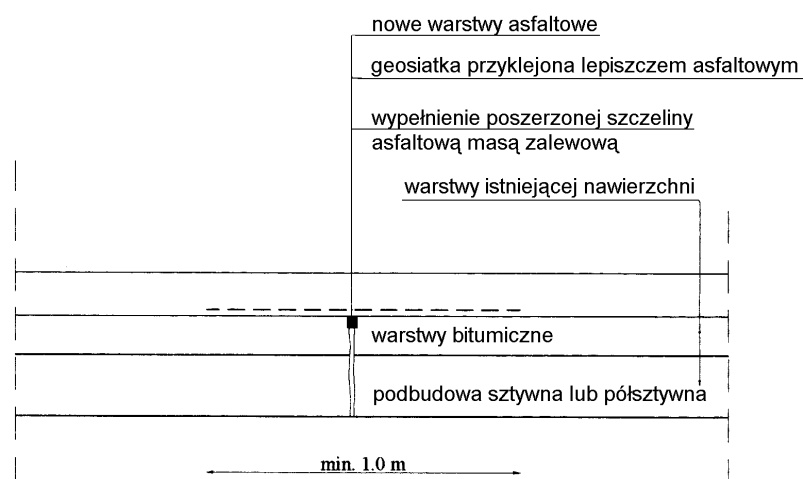 nowe warstwy asfaltowe
geosiatka przyklejona lepiszczem asfaltowym
wypełnienie poszerzonej szczeliny
asfaltową masą zalewową
warstwy istniejącej nawierzchni
warstwy bitumiczne
podbudowa sztywna lub półsztywna
min. 1.0 m